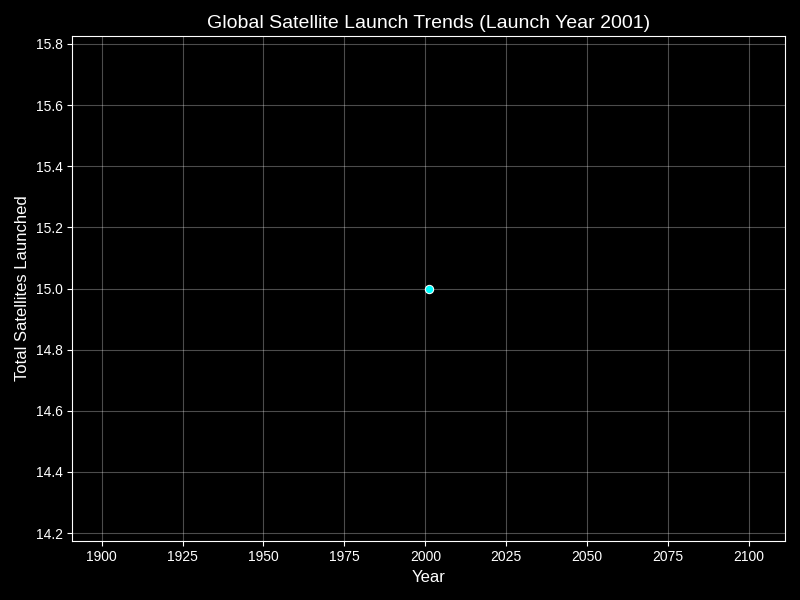 Global Satellite Launch Trends (Launch Year 2001)
15.8
15.6
15.4
15.2
15.0
14.8
14.6
14.4
14.2
Total Satellites Launched
1900 1925 1950 1975 2000 2025 2050 2075 2100
Year